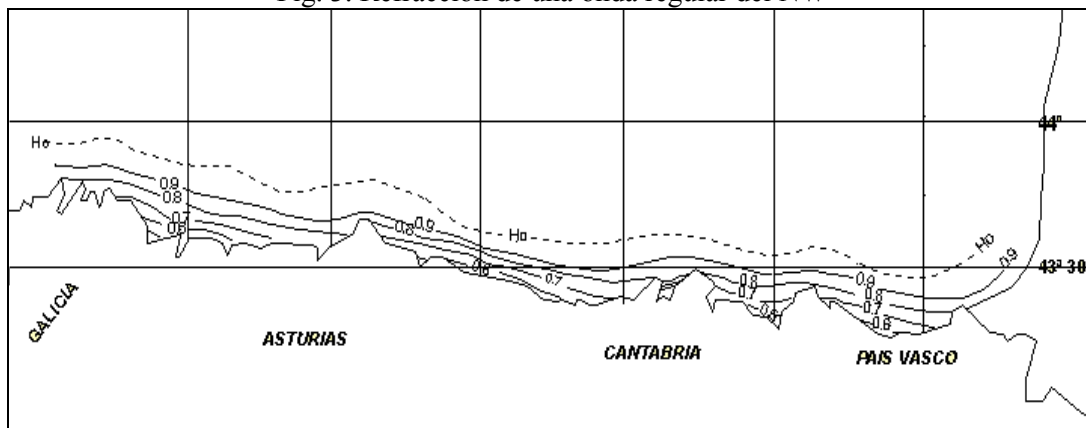 Fig. 3. Refracción de una onda regular del NW
44º
Ho
0.9
0.8
0.7
0.6
0.8
0.9
Ho
Ho
0.9
43º 30
0.6
0.7
0.8
0.7
0.6
0.9
0.8
0.7
0.6
GALICIA
ASTURIAS
CANTABRIA
PAIS VASCO